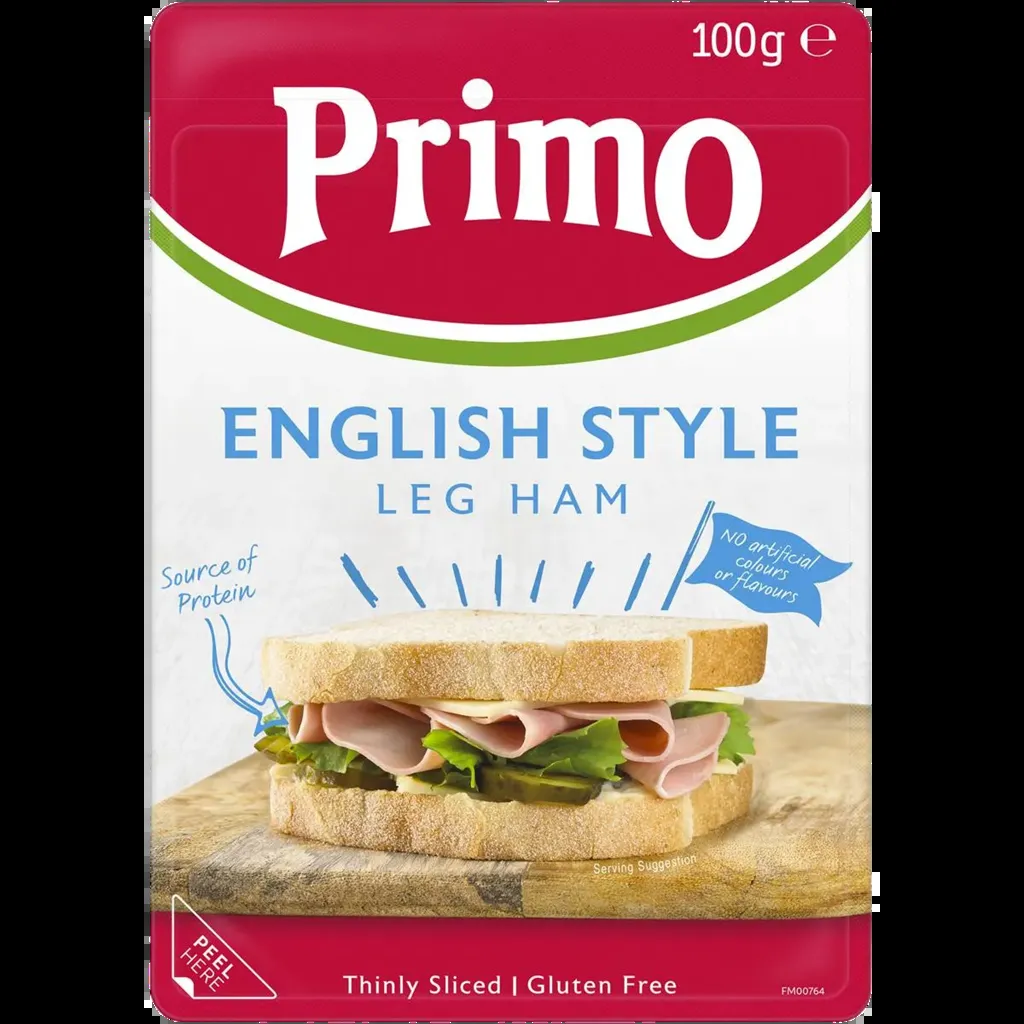 100g ℮
Primo
ENGLISH STYLE
LEG HAM
Source of
Protein
NO artificial
colours
or flavours
Serving Suggestion
PEEL
HERE
Thinly Sliced | Gluten Free
FM00764